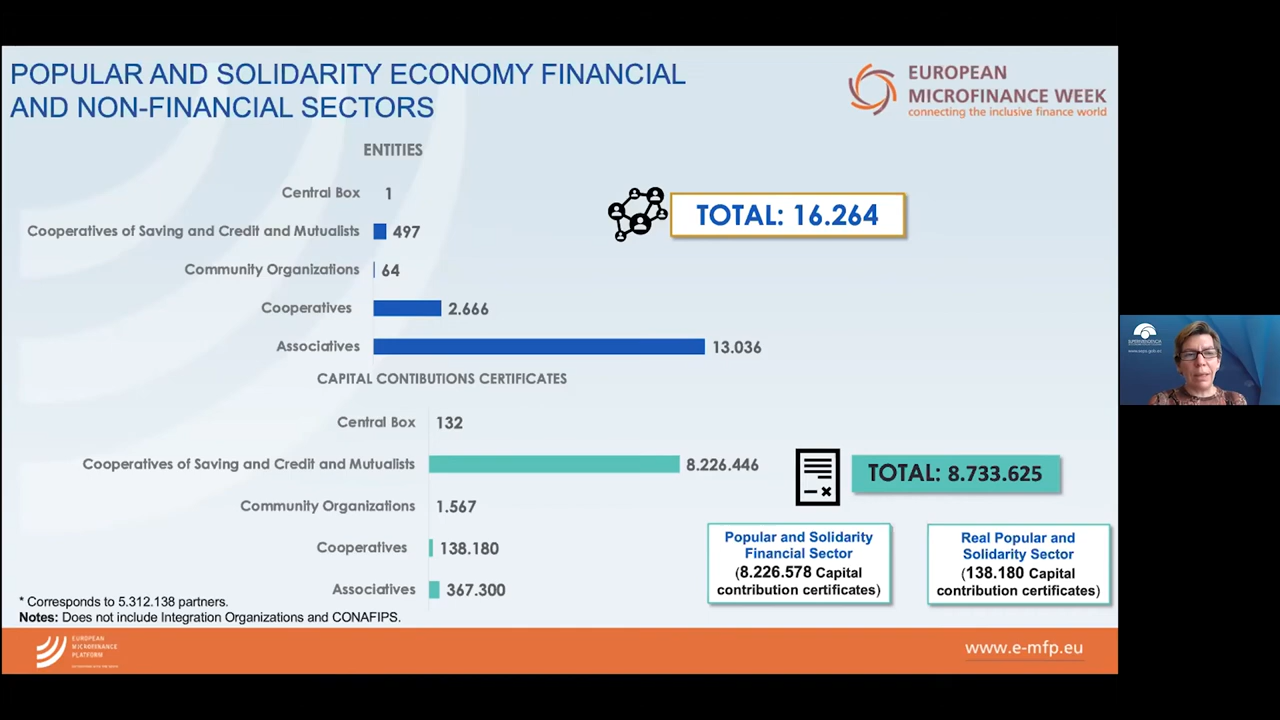 POPULAR AND SOLIDARITY ECONOMY FINANCIAL
AND NON-FINANCIAL SECTORS
EUROPEAN
MICROFINANCE WEEK
connecting the inclusive finance world
ENTITIES
Central Box 1
Cooperatives of Saving and Credit and Mutualists 497
Community Organizations 64
Cooperatives 2.666
Associatives 13.036
TOTAL: 16.264
CAPITAL CONTIBUTIONS CERTIFICATES
Central Box 132
Cooperatives of Saving and Credit and Mutualists 8.226.446
Community Organizations 1.567
Cooperatives 138.180
Associatives 367.300
TOTAL: 8.733.625
Popular and Solidarity
Financial Sector
(8.226.578 Capital
contribution certificates)
Real Popular and
Solidarity Sector
(138.180 Capital
contribution certificates)
* Corresponds to 5.312.138 partners.
Notes: Does not include Integration Organizations and CONAFIPS.
EUROPEAN
MICROFINANCE
PLATFORM
www.e-mfp.eu